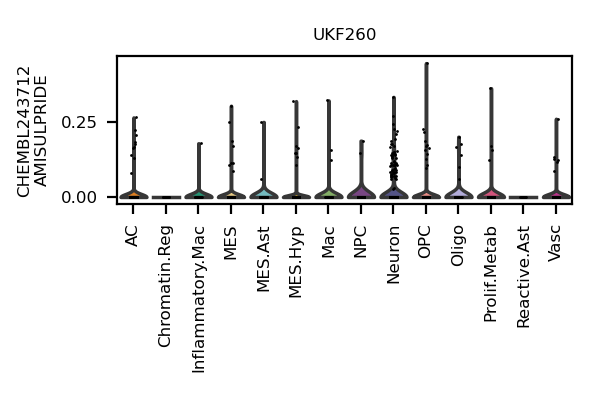 UKF260
CHEMBL243712
AMISULPRIDE
0.25
0.00
AC
Chromatin.Reg
Inflammatory.Mac
MES
MES.Ast
MES.Hyp
Mac
NPC
Neuron
OPC
Oligo
Prolif.Metab
Reactive.Ast
Vasc